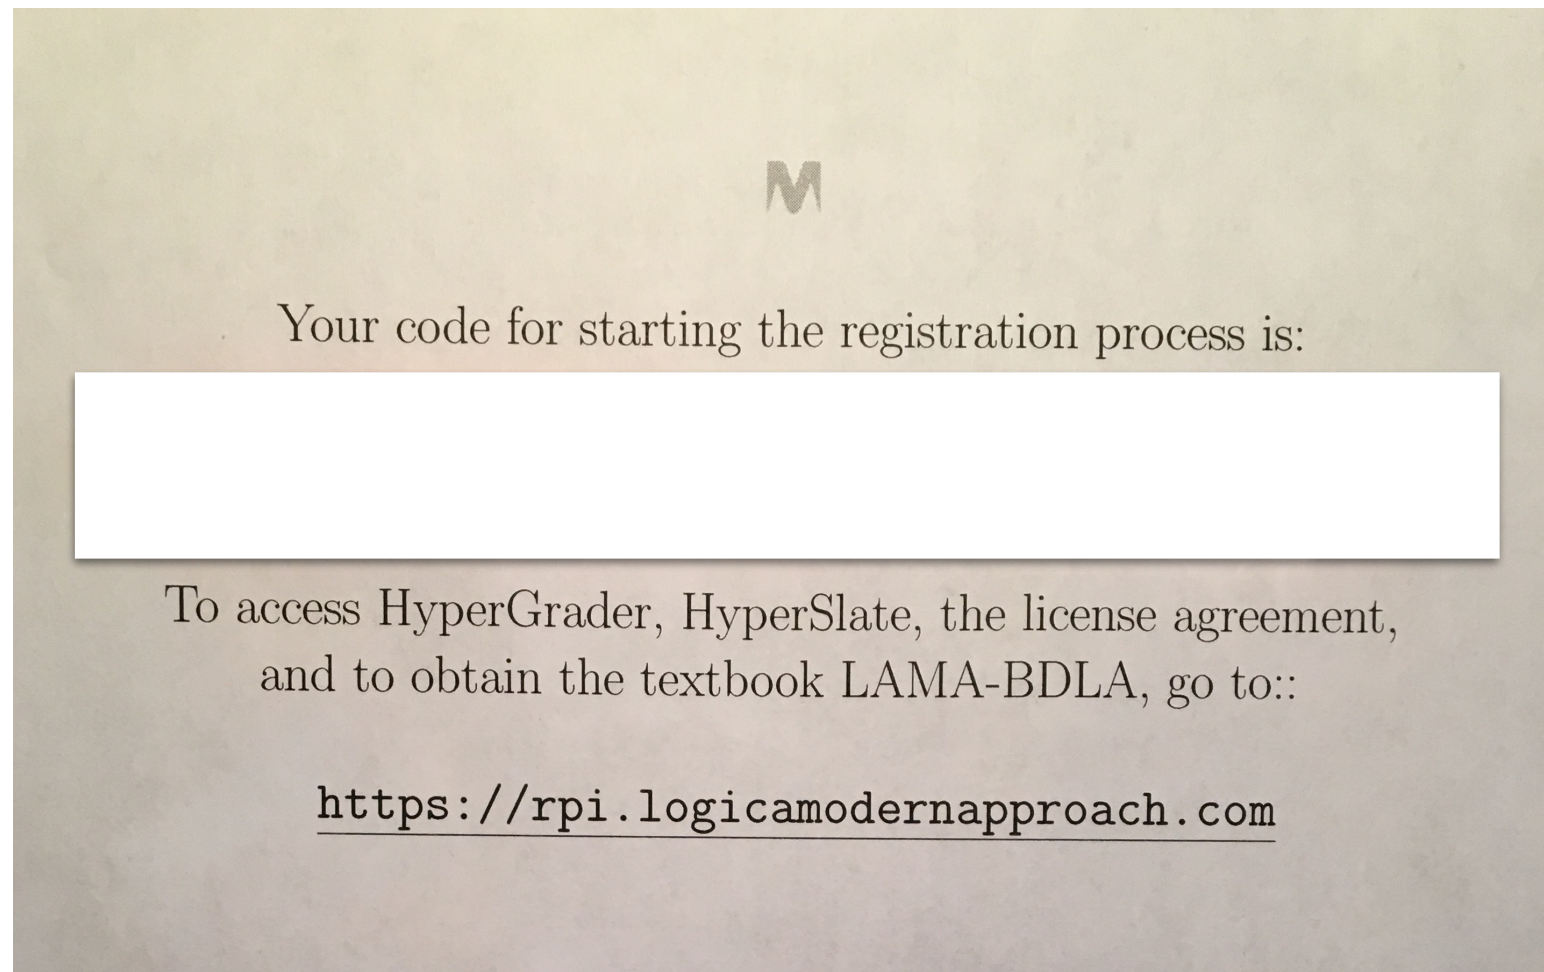 M
Your code for starting the registration process is:
To access HyperGrader, HyperSlate, the license agreement,
and to obtain the textbook LAMA-BDLA, go to::
https://rpi.logicamodernapproach.com